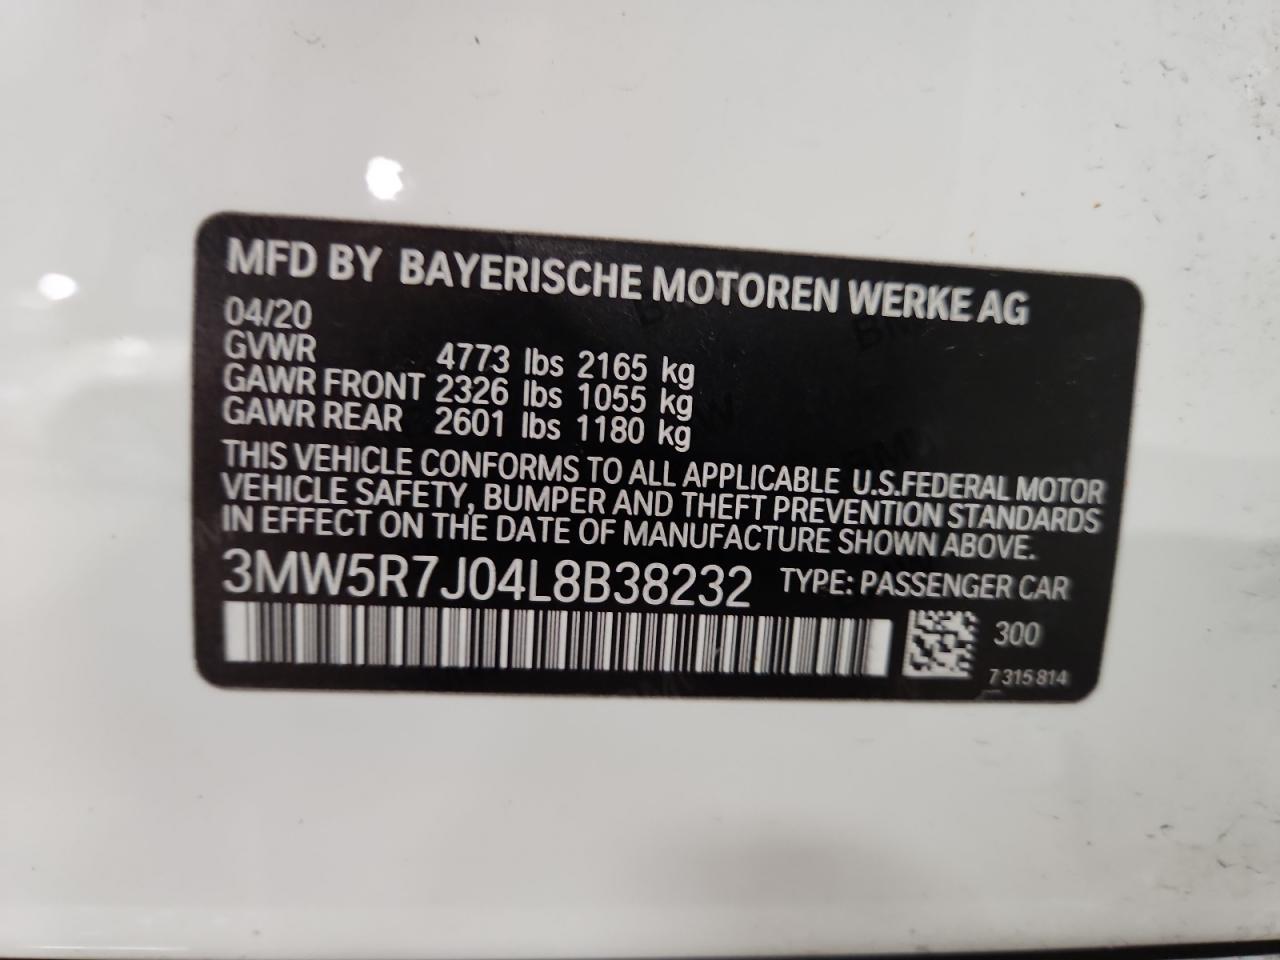 MFD BY BAYERISCHE MOTOREN WERKE AG
04/20
GVWR 4773 lbs 2165 kg
GAWR FRONT 2326 lbs 1055 kg
GAWR REAR 2601 lbs 1180 kg
THIS VEHICLE CONFORMS TO ALL APPLICABLE U.S.FEDERAL MOTOR
VEHICLE SAFETY, BUMPER AND THEFT PREVENTION STANDARDS
IN EFFECT ON THE DATE OF MANUFACTURE SHOWN ABOVE.
3MW5R7J04L8B38232 TYPE: PASSENGER CAR
300
7 315 814